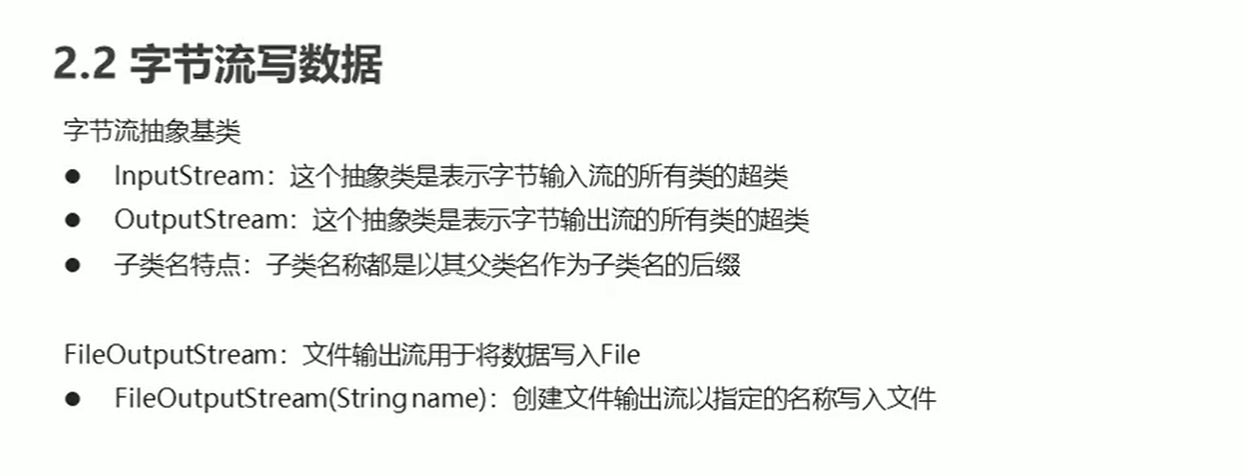 2.2 字节流写数据
字节流抽象基类
● InputStream：这个抽象类是表示字节输入流的所有类的超类
● OutputStream：这个抽象类是表示字节输出流的所有类的超类
● 子类名特点：子类名称都是以其父类名作为子类名的后缀
FileOutputStream：文件输出流用于将数据写入File
● FileOutputStream(String name)：创建文件输出流以指定的名称写入文件